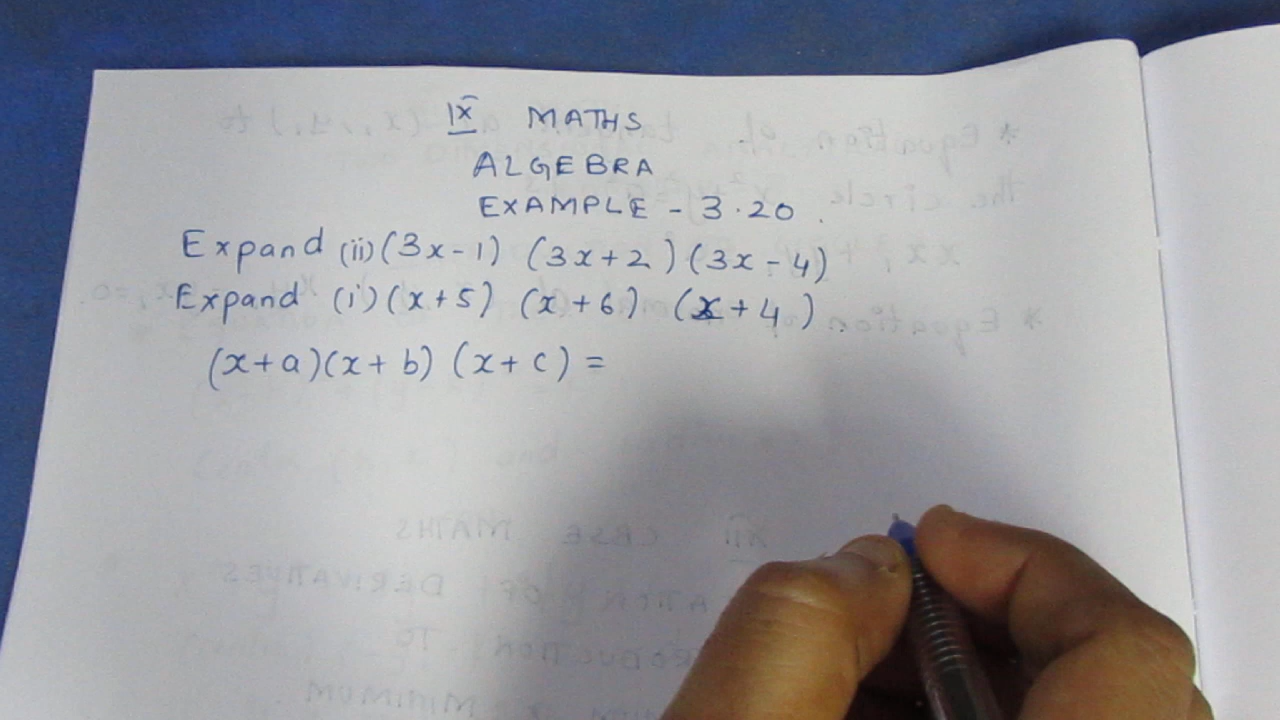 IX MATHS
ALGEBRA
EXAMPLE - 3.20.
Expand (ii) (3x-1) (3x+2) (3x-4)
Expand (i) (x+5) (x+6) (x+4).
(x+a)(x+b) (x+c) =